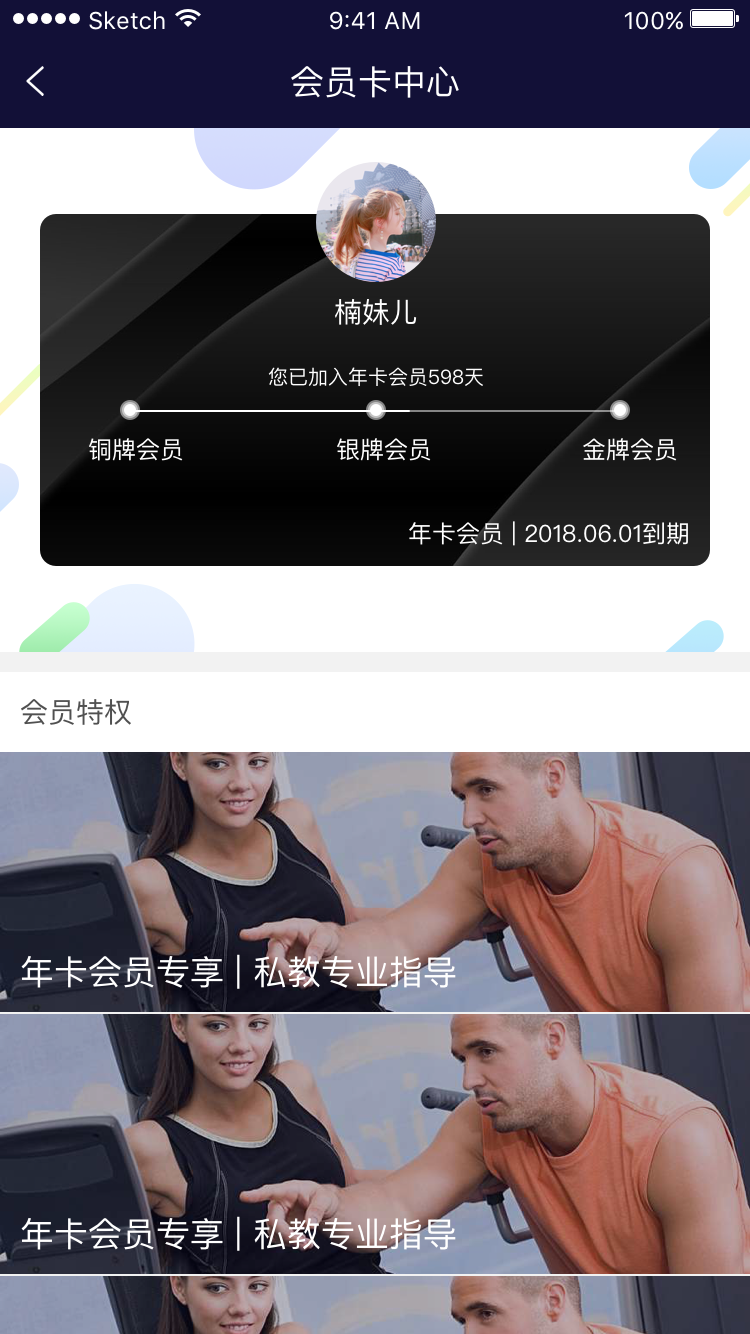 Sketch 9:41 AM 100%
会员卡中心
楠妹儿
您已加入年卡会员598天
铜牌会员 银牌会员 金牌会员
年卡会员 | 2018.06.01到期
会员特权
年卡会员专享 | 私教专业指导
年卡会员专享 | 私教专业指导